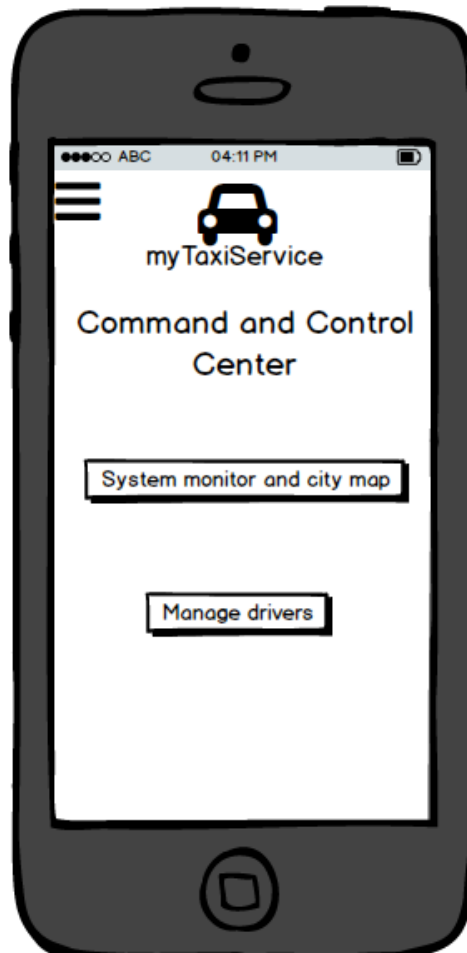 ABC 04:11 PM
myTaxiService
Command and Control
Center
System monitor and city map
Manage drivers